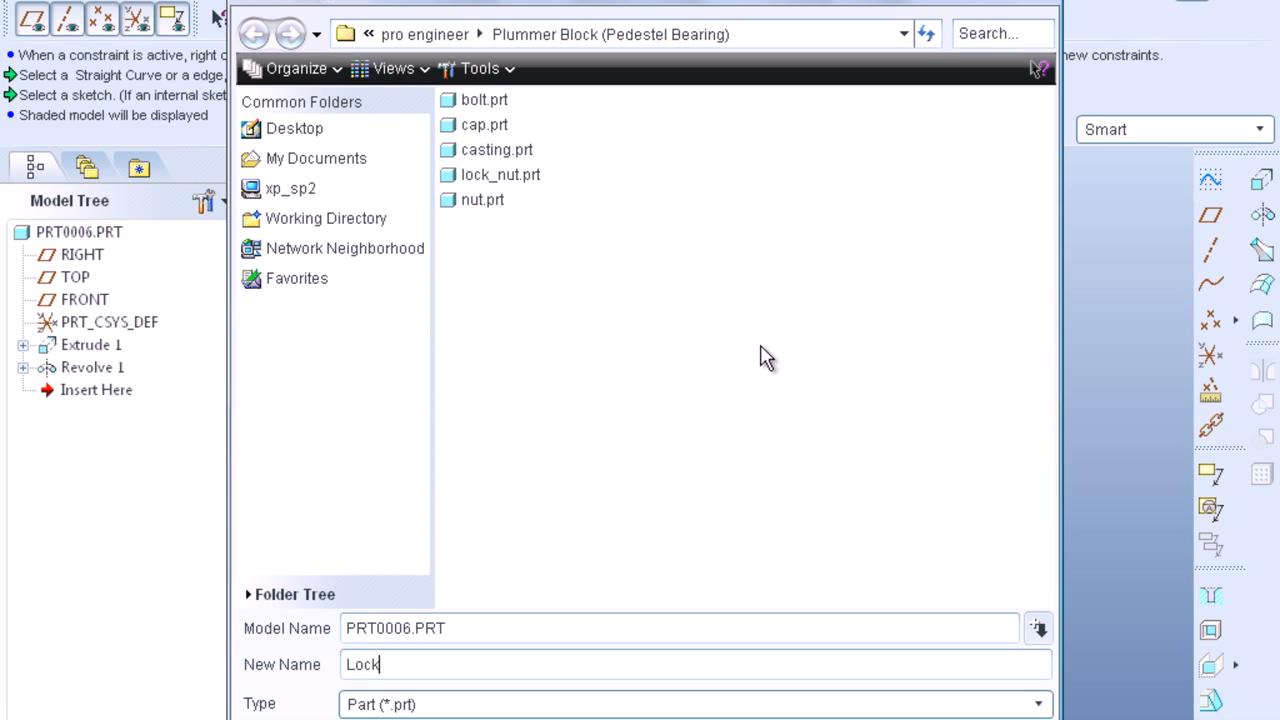 pro engineer Plummer Block (Pedestel Bearing)
Search...
When a constraint is active, right c
new constraints.
Select a Straight Curve or a edge,
Select a sketch. (If an internal sket
Shaded model will be displayed
Organize Views Tools
Smart
Common Folders
Desktop
My Documents
xp_sp2
Working Directory
Network Neighborhood
Favorites
bolt.prt
cap.prt
casting.prt
lock_nut.prt
nut.prt
Model Tree
PRT0006.PRT
RIGHT
TOP
FRONT
PRT_CSYS_DEF
Extrude 1
Revolve 1
Insert Here
Folder Tree
Model Name PRT0006.PRT
New Name Lock
Type Part (*.prt)